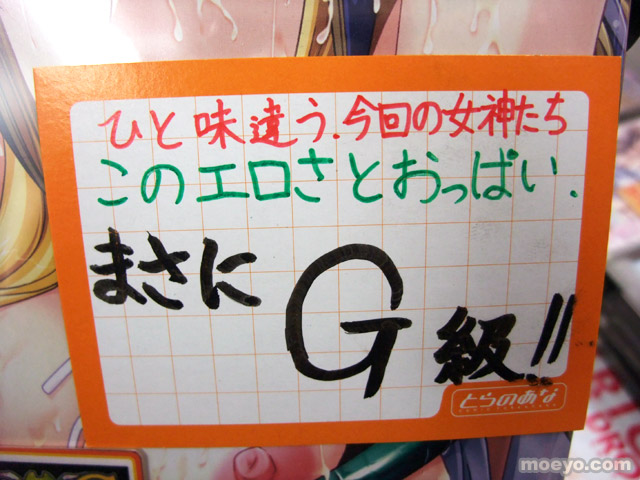 ひと味違う.今回の女神たち
このエロさとおっぱい.
まさにG級!!
とらのあな
moeyo.com